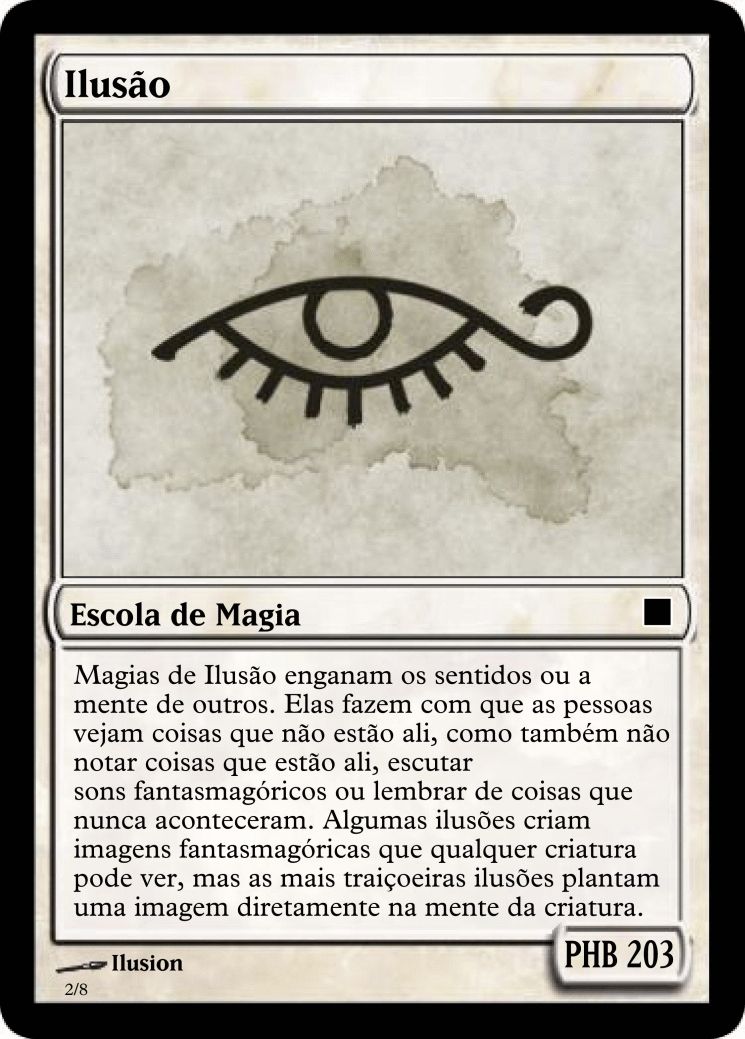 Ilusão
Escola de Magia
Magias de Ilusão enganam os sentidos ou a
mente de outros. Elas fazem com que as pessoas
vejam coisas que não estão ali, como também não
notar coisas que estão ali, escutar
sons fantasmagóricos ou lembrar de coisas que
nunca aconteceram. Algumas ilusões criam
imagens fantasmagóricas que qualquer criatura
pode ver, mas as mais traiçoeiras ilusões plantam
uma imagem diretamente na mente da criatura.
PHB 203
Ilusion
2/8